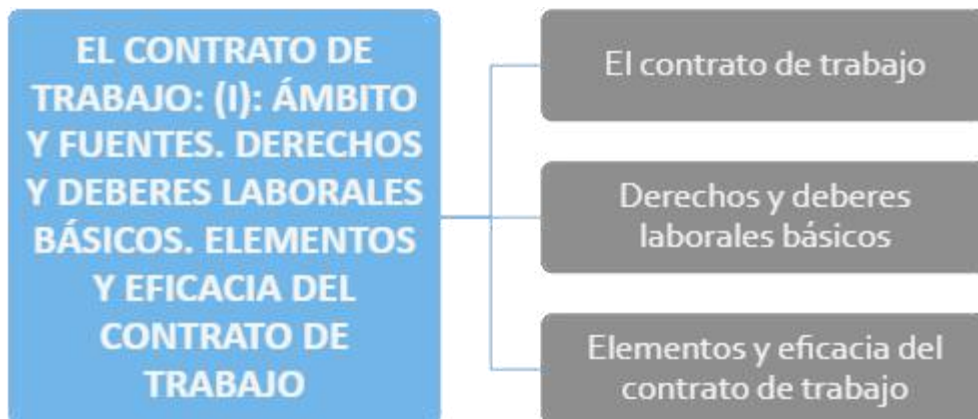 EL CONTRATO DE
TRABAJO: (I): ÁMBITO
Y FUENTES. DERECHOS
Y DEBERES LABORALES
BÁSICOS. ELEMENTOS
Y EFICACIA DEL
CONTRATO DE
TRABAJO
El contrato de trabajo
Derechos y deberes
laborales básicos
Elementos y eficacia del
contrato de trabajo